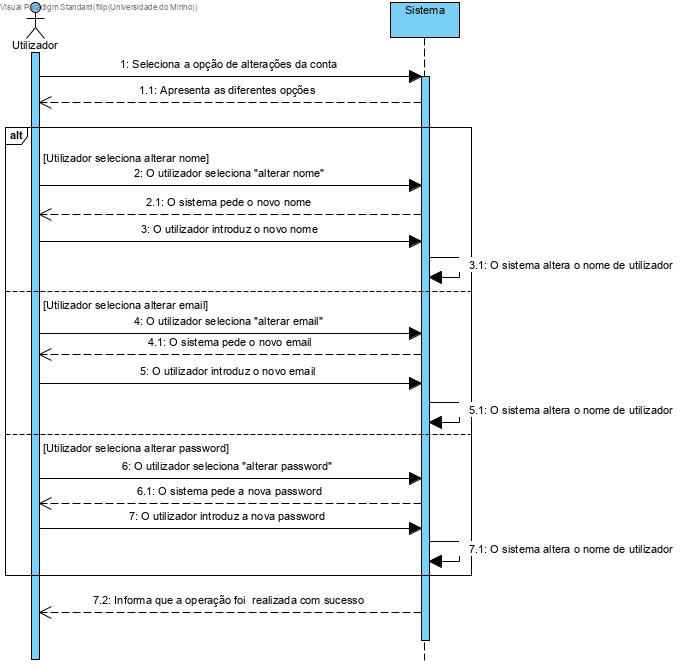 Visual Paradigm Standard(filip(Universidade do Minho))
Sistema
Utilizador
1: Seleciona a opção de alterações da conta
1.1: Apresenta as diferentes opções
alt
[Utilizador seleciona alterar nome]
2: O utilizador seleciona "alterar nome"
2.1: O sistema pede o novo nome
3: O utilizador introduz o novo nome
3.1: O sistema altera o nome de utilizador
[Utilizador seleciona alterar email]
4: O utilizador seleciona "alterar email"
4.1: O sistema pede o novo email
5: O utilizador introduz o novo email
5.1: O sistema altera o nome de utilizador
[Utilizador seleciona alterar password]
6: O utilizador seleciona "alterar password"
6.1: O sistema pede a nova password
7: O utilizador introduz a nova password
7.1: O sistema altera o nome de utilizador
7.2: Informa que a operação foi  realizada com sucesso